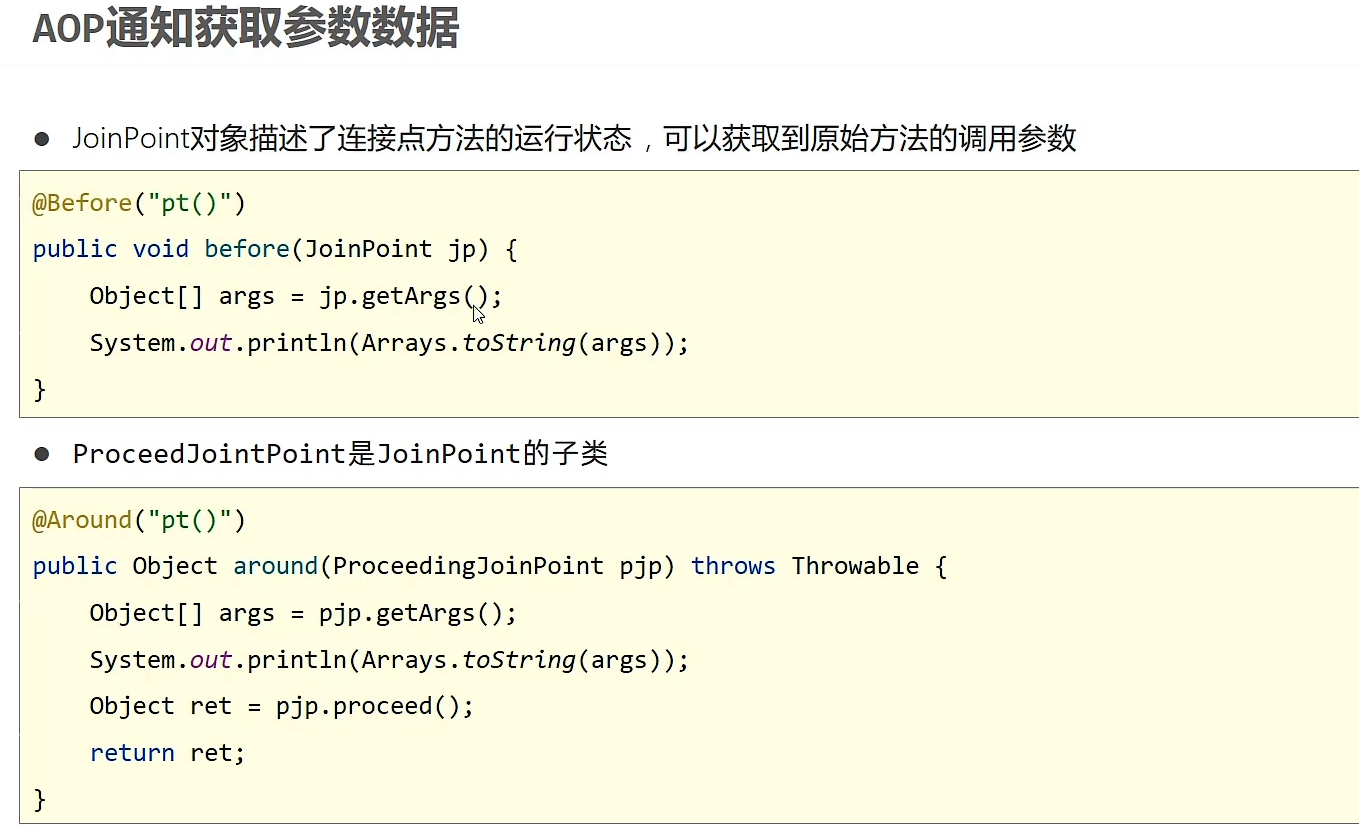 AOP通知获取参数数据
● JoinPoint对象描述了连接点方法的运行状态，可以获取到原始方法的调用参数
@Before("pt()")
public void before(JoinPoint jp) {
    Object[] args = jp.getArgs();
    System.out.println(Arrays.toString(args));
}
● ProceedJointPoint是JoinPoint的子类
@Around("pt()")
public Object around(ProceedingJoinPoint pjp) throws Throwable {
    Object[] args = pjp.getArgs();
    System.out.println(Arrays.toString(args));
    Object ret = pjp.proceed();
    return ret;
}